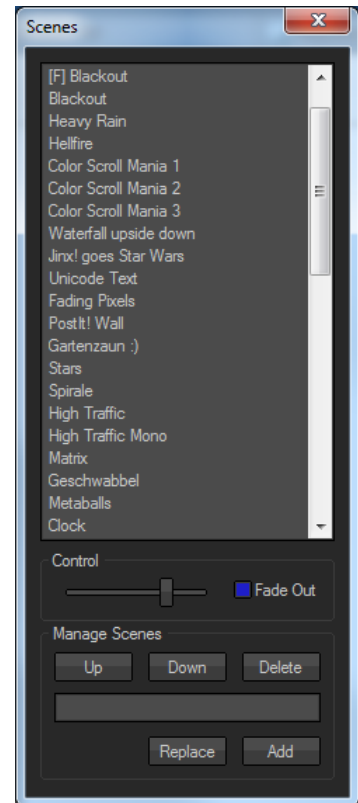 Scenes
[F] Blackout
Blackout
Heavy Rain
Hellfire
Color Scroll Mania 1
Color Scroll Mania 2
Color Scroll Mania 3
Waterfall upside down
Jinx! goes Star Wars
Unicode Text
Fading Pixels
PostIt! Wall
Gartenzaun :)
Stars
Spirale
High Traffic
High Traffic Mono
Matrix
Geschwabbel
Metaballs
Clock
Control
Fade Out
Manage Scenes
Up Down Delete
Replace Add